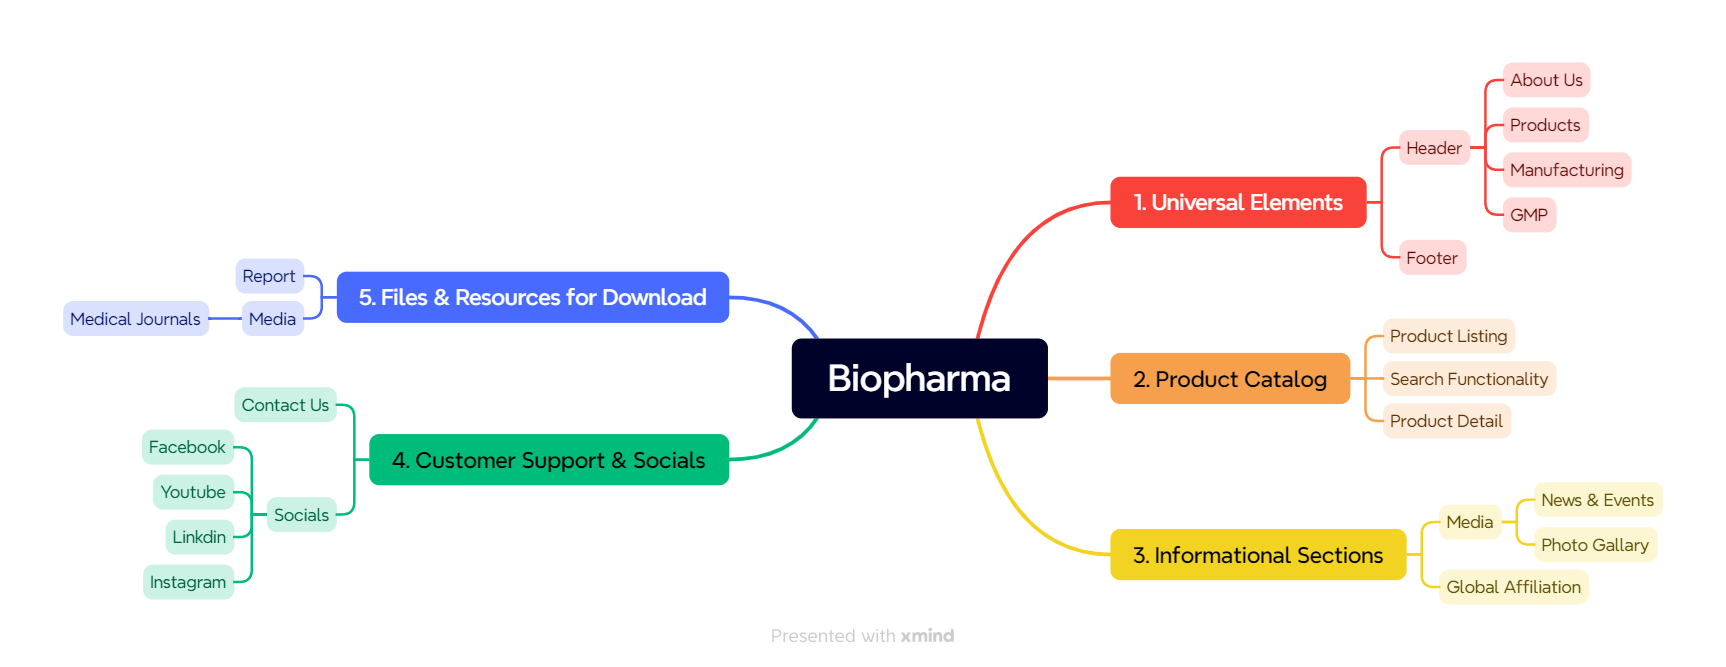 Biopharma
1. Universal Elements
Header
About Us
Products
Manufacturing
GMP
Footer
2. Product Catalog
Product Listing
Search Functionality
Product Detail
3. Informational Sections
Media
News & Events
Photo Gallary
Global Affiliation
4. Customer Support & Socials
Contact Us
Socials
Facebook
Youtube
Linkdin
Instagram
5. Files & Resources for Download
Report
Media
Medical Journals
Presented with xmind